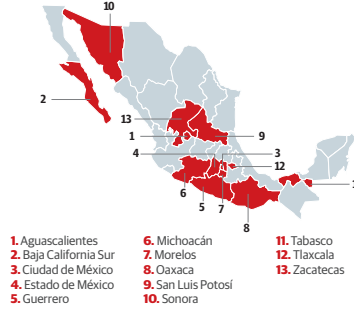 10
2
13
1
4
9
3
12
1
6
5
7
8
1. Aguascalientes
2. Baja California Sur
3. Ciudad de México
4. Estado de México
5. Guerrero
6. Michoacán
7. Morelos
8. Oaxaca
9. San Luis Potosí
10. Sonora
11. Tabasco
12. Tlaxcala
13. Zacatecas